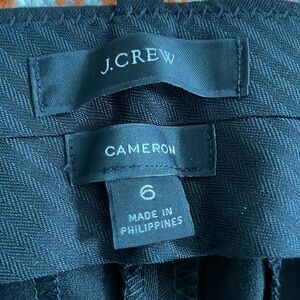 J.CREW
CAMERON
6
MADE IN
PHILIPPINES